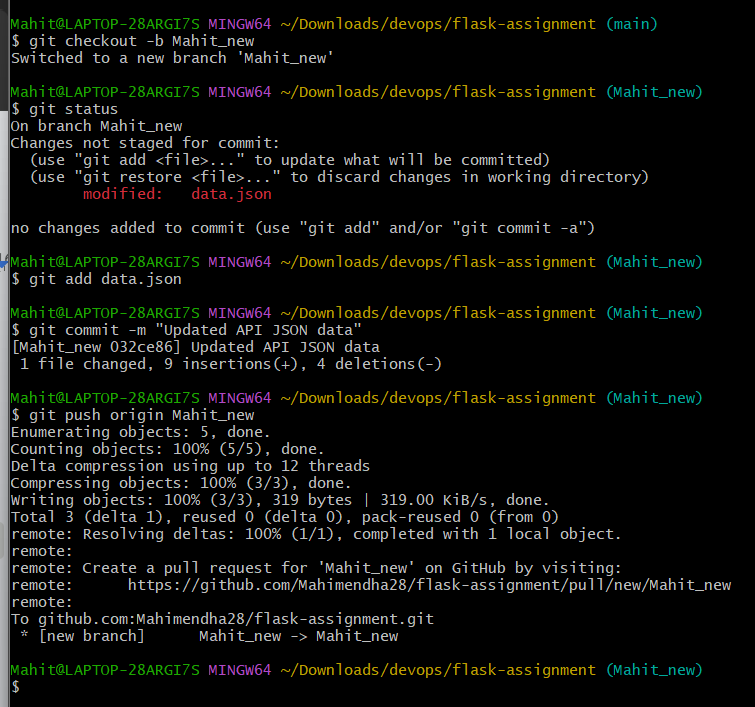 Mahit@LAPTOP-28ARGI7S MINGW64 ~/Downloads/devops/flask-assignment (main)
$ git checkout -b Mahit_new
Switched to a new branch 'Mahit_new'
Mahit@LAPTOP-28ARGI7S MINGW64 ~/Downloads/devops/flask-assignment (Mahit_new)
$ git status
On branch Mahit_new
Changes not staged for commit:
  (use "git add <file>..." to update what will be committed)
  (use "git restore <file>..." to discard changes in working directory)
        modified:   data.json
no changes added to commit (use "git add" and/or "git commit -a")
Mahit@LAPTOP-28ARGI7S MINGW64 ~/Downloads/devops/flask-assignment (Mahit_new)
$ git add data.json
Mahit@LAPTOP-28ARGI7S MINGW64 ~/Downloads/devops/flask-assignment (Mahit_new)
$ git commit -m "Updated API JSON data"
[Mahit_new 032ce86] Updated API JSON data
 1 file changed, 9 insertions(+), 4 deletions(-)
Mahit@LAPTOP-28ARGI7S MINGW64 ~/Downloads/devops/flask-assignment (Mahit_new)
$ git push origin Mahit_new
Enumerating objects: 5, done.
Counting objects: 100% (5/5), done.
Delta compression using up to 12 threads
Compressing objects: 100% (3/3), done.
Writing objects: 100% (3/3), 319 bytes | 319.00 KiB/s, done.
Total 3 (delta 1), reused 0 (delta 0), pack-reused 0 (from 0)
remote: Resolving deltas: 100% (1/1), completed with 1 local object.
remote:
remote: Create a pull request for 'Mahit_new' on GitHub by visiting:
remote:      https://github.com/Mahimendha28/flask-assignment/pull/new/Mahit_new
remote:
To github.com:Mahimendha28/flask-assignment.git
 * [new branch]      Mahit_new -> Mahit_new
Mahit@LAPTOP-28ARGI7S MINGW64 ~/Downloads/devops/flask-assignment (Mahit_new)
$